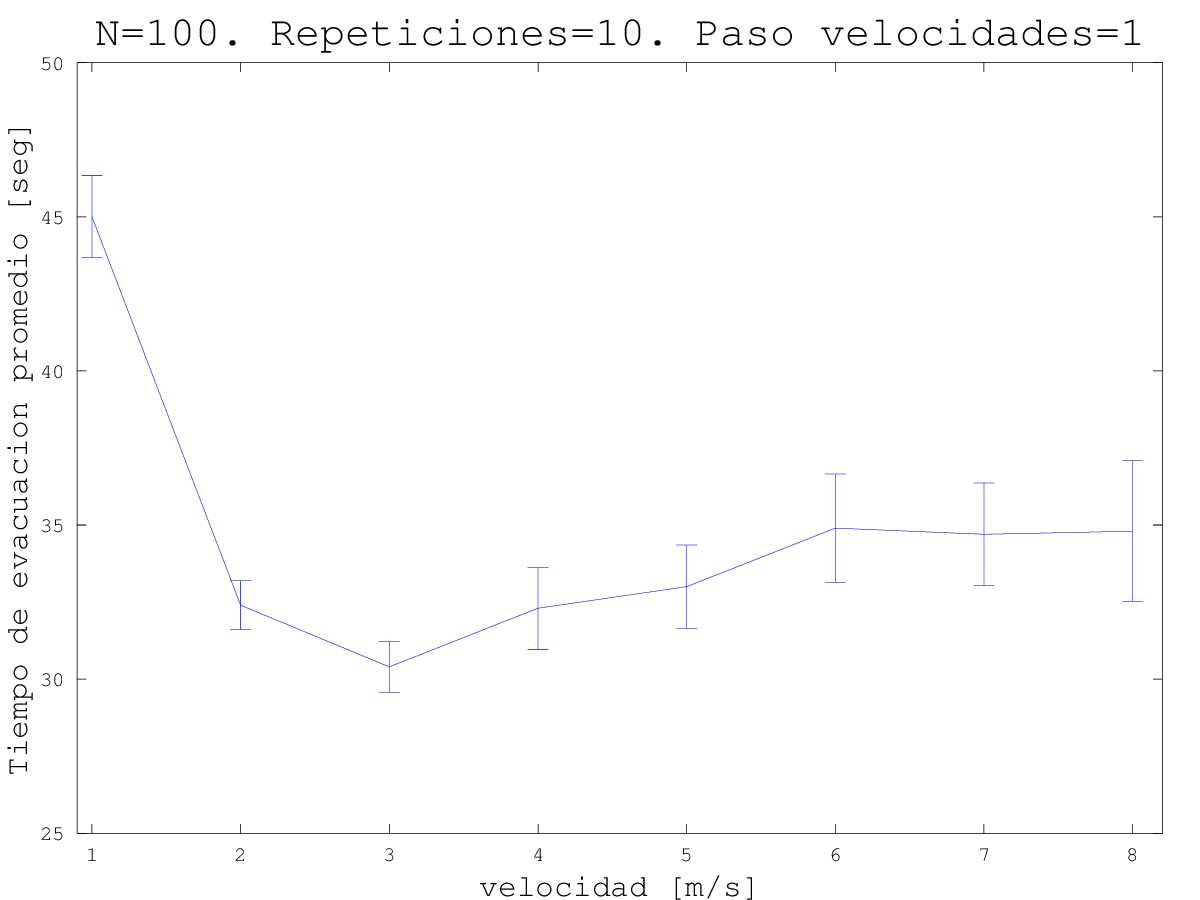 N=100. Repeticiones=10. Paso velocidades=1
Tiempo de evacuacion promedio [seg]
50
45
40
35
30
25
1 2 3 4 5 6 7 8
velocidad [m/s]